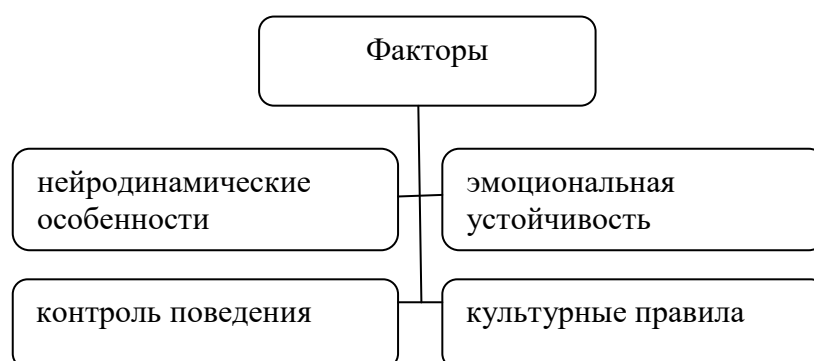 Факторы
нейродинамические
особенности
эмоциональная
устойчивость
контроль поведения
культурные правила